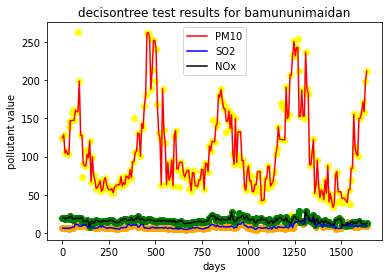 decisontree test results for bamununimaidan
PM10
SO2
NOx
pollutant value
250
200
150
100
50
0
0 250 500 750 1000 1250 1500
days